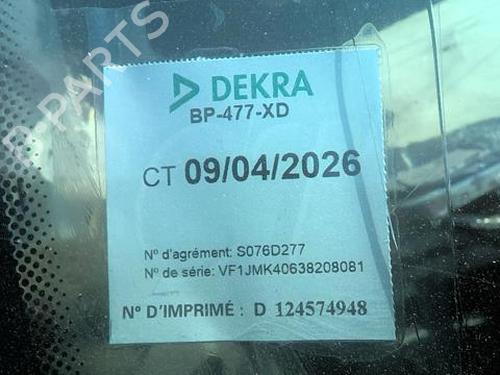 B-PARTS
DEKRA
BP-477-XD
CT 09/04/2026
N° d'agrément: S076D277
N° de série: VF1JMK40638208081
N° D'IMPRIMÉ : D 124574948